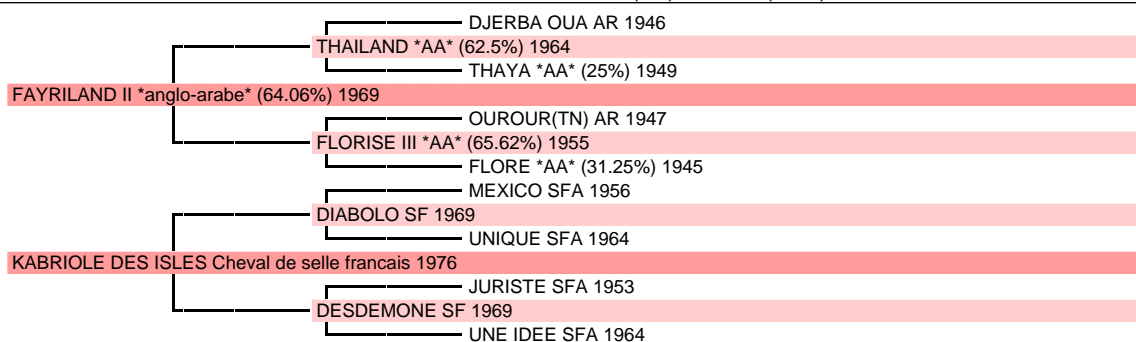 DJERBA OUA AR 1946
THAILAND *AA* (62.5%) 1964
THAYA *AA* (25%) 1949
FAYRILAND II *anglo-arabe* (64.06%) 1969
OUROUR(TN) AR 1947
FLORISE III *AA* (65.62%) 1955
FLORE *AA* (31.25%) 1945
MEXICO SFA 1956
DIABOLO SF 1969
UNIQUE SFA 1964
KABRIOLE DES ISLES Cheval de selle francais 1976
JURISTE SFA 1953
DESDEMONE SF 1969
UNE IDEE SFA 1964